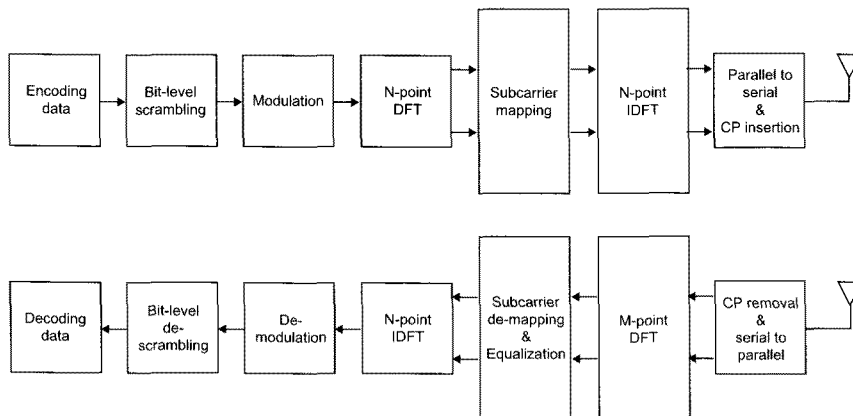 Encoding
data
Bit-level
scrambling
Modulation
N-point
DFT
Subcarrier
mapping
N-point
IDFT
Parallel to
serial
&
CP insertion
Decoding
data
Bit-level
de-
scrambling
De-
modulation
N-point
IDFT
Subcarrier
de-mapping
&
Equalization
M-point
DFT
CP removal
&
serial to
parallel